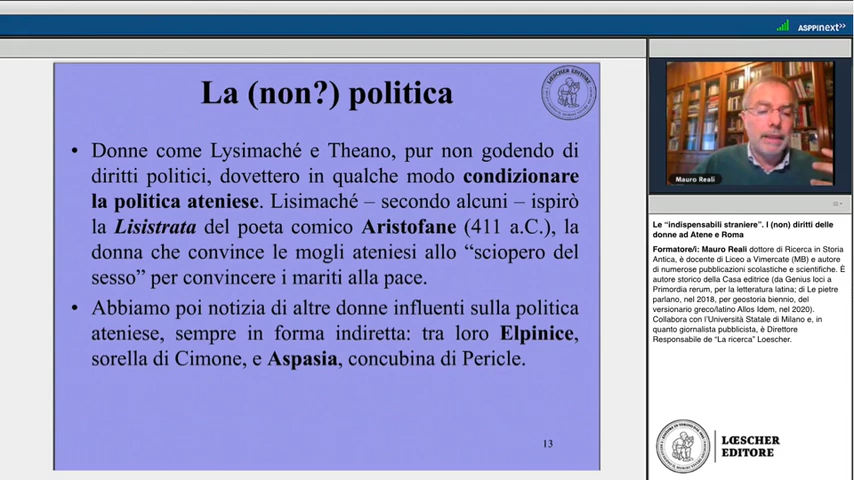 ASPPInext>>
La (non?) politica
LOESCHER EDITORE
• Donne come Lysimaché e Theano, pur non godendo di
diritti politici, dovettero in qualche modo condizionare
la politica ateniese. Lisimaché – secondo alcuni – ispirò
la Lisistrata del poeta comico Aristofane (411 a.C.), la
donna che convince le mogli ateniesi allo “sciopero del
sesso” per convincere i mariti alla pace.
• Abbiamo poi notizia di altre donne influenti sulla politica
ateniese, sempre in forma indiretta: tra loro Elpinice,
sorella di Cimone, e Aspasia, concubina di Pericle.
13
Mauro Reali
Le “indispensabili straniere”. I (non) diritti delle
donne ad Atene e Roma
Formatore/i: Mauro Reali dottore di Ricerca in Storia
Antica, è docente di Liceo a Vimercate (MB) e autore
di numerose pubblicazioni scolastiche e scientifiche. È
autore storico della Casa editrice (da Genius loci a
Primordia rerum, per la letteratura latina; di Le pietre
parlano, nel 2018, per geostoria biennio, del
versionario greco/latino Allos Idem, nel 2020).
Collabora con l'Università Statale di Milano e, in
quanto giornalista pubblicista, è Direttore
Responsabile de “La ricerca” Loescher.
LŒSCHER
EDITORE